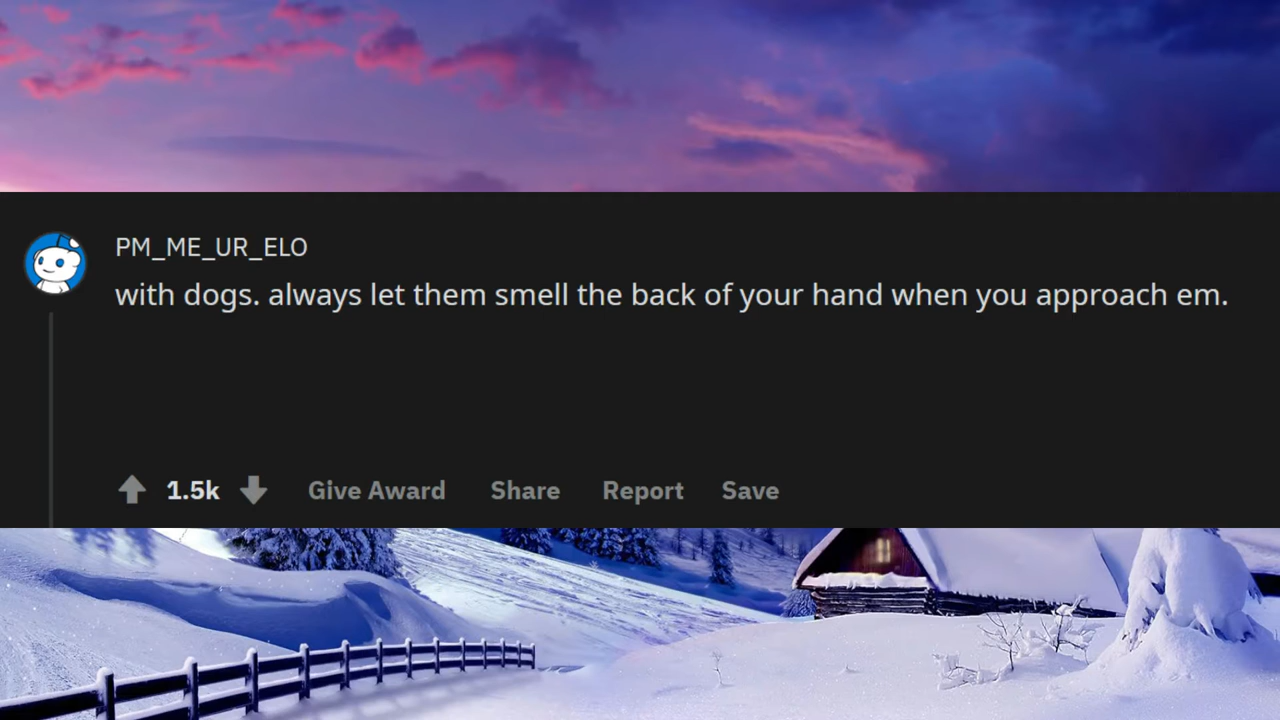 PM_ME_UR_ELO
with dogs. always let them smell the back of your hand when you approach em.
1.5k Give Award Share Report Save